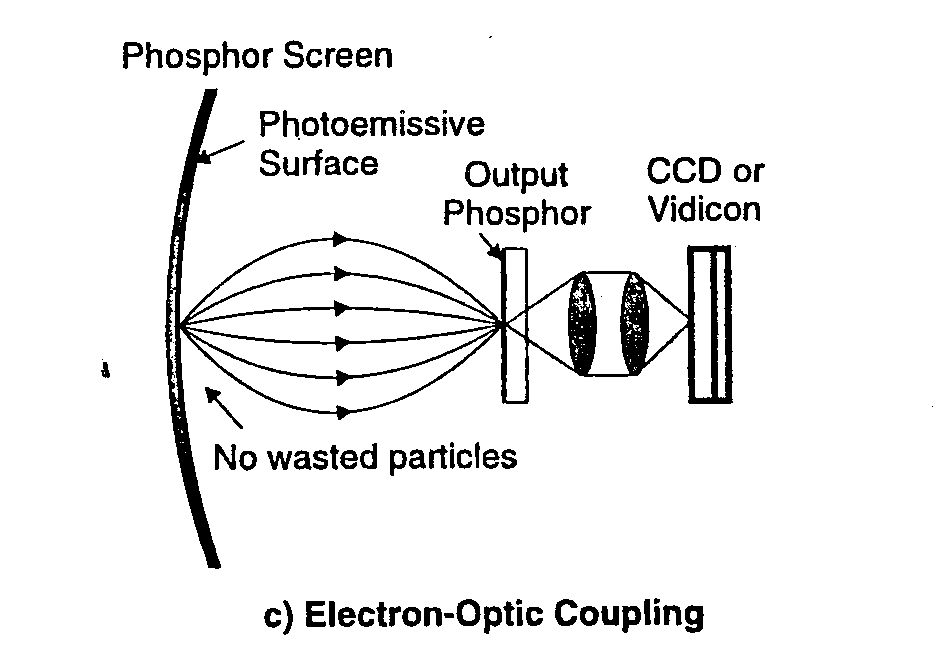 Phosphor Screen
Photoemissive
Surface
Output
Phosphor
CCD or
Vidicon
No wasted particles
c) Electron-Optic Coupling